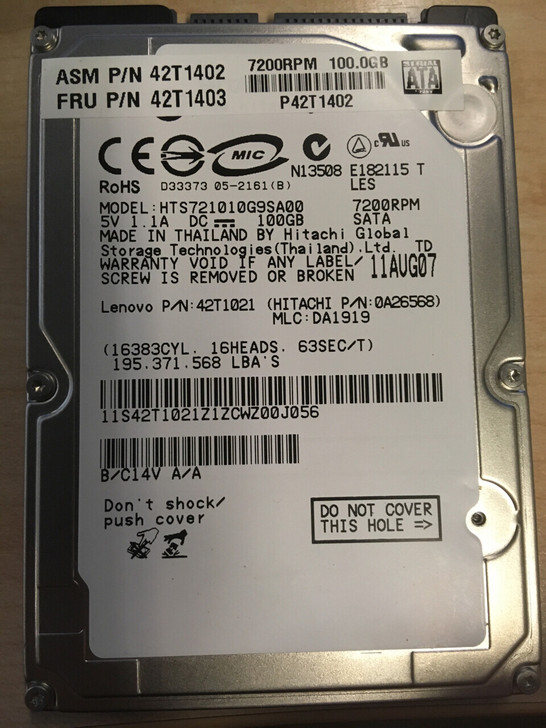 ASM P/N 42T1402
FRU P/N 42T1403
7200RPM 100.0GB
P42T1402
SERIAL
ATA
CE MIC
c RU US
N13508 E182115 T
RoHS D33373 05-2161(B) LES
MODEL:HTS721010G9SA00 7200RPM
5V 1.1A DC 100GB SATA
MADE IN THAILAND BY Hitachi Global
Storage Technologies(Thailand).Ltd. TD
WARRANTY VOID IF ANY LABEL/ 11AUG07
SCREW IS REMOVED OR BROKEN
Lenovo P/N:42T1021 (HITACHI P/N:0A26568)
MLC:DA1919
(16383CYL. 16HEADS. 63SEC/T)
195.371.568 LBA'S
11S42T1021Z1ZCWZ00J056
B/C14V A/A
Don't shock/
push cover
DO NOT COVER
THIS HOLE =>